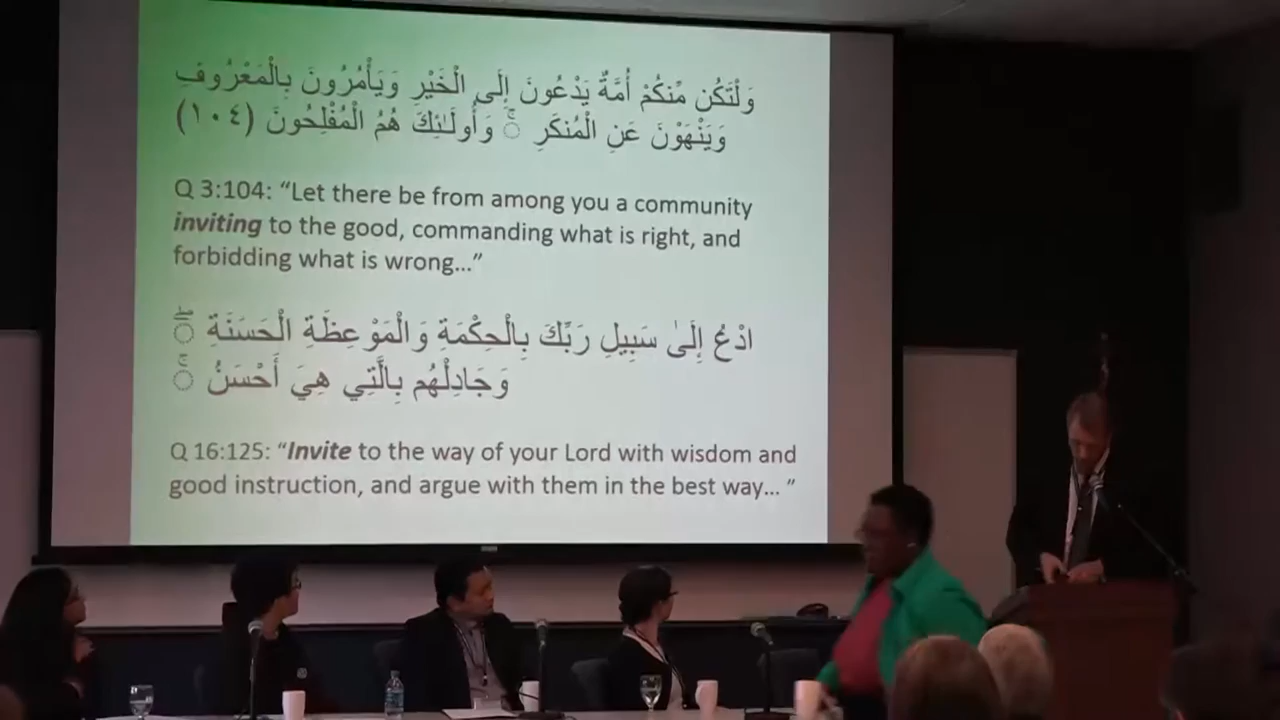 وَلْتَكُن مِّنكُمْ أُمَّةٌ يَدْعُونَ إِلَى الْخَيْرِ وَيَأْمُرُونَ بِالْمَعْرُوفِ
وَيَنْهَوْنَ عَنِ الْمُنكَرِ ۚ وَأُولَـٰئِكَ هُمُ الْمُفْلِحُونَ (١٠٤)
Q 3:104: “Let there be from among you a community
inviting to the good, commanding what is right, and
forbidding what is wrong…”
ادْعُ إِلَىٰ سَبِيلِ رَبِّكَ بِالْحِكْمَةِ وَالْمَوْعِظَةِ الْحَسَنَةِ ۖ
وَجَادِلْهُم بِالَّتِي هِيَ أَحْسَنُ ۚ
Q 16:125: “Invite to the way of your Lord with wisdom and
good instruction, and argue with them in the best way… ”